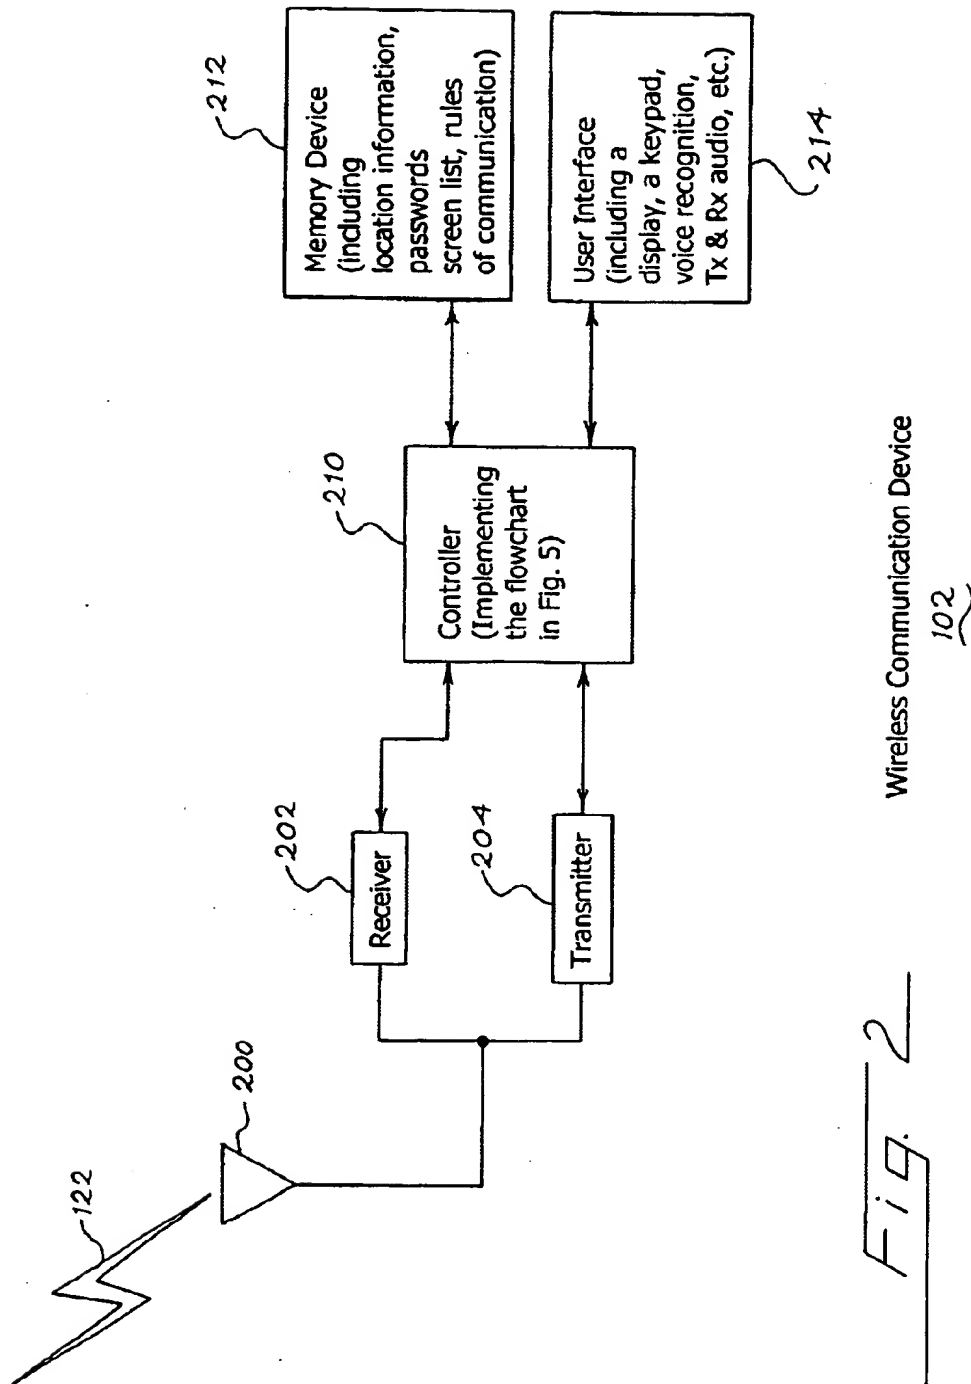 122
200
Receiver
202
Transmitter
204
Controller
(Implementing
the flowchart
in Fig. 5)
210
Memory Device
(including
location information,
passwords
screen list, rules
of communication)
212
User Interface
(including a
display, a keypad,
voice recognition,
Tx & Rx audio, etc.)
214
Wireless Communication Device
102
Fig. 2